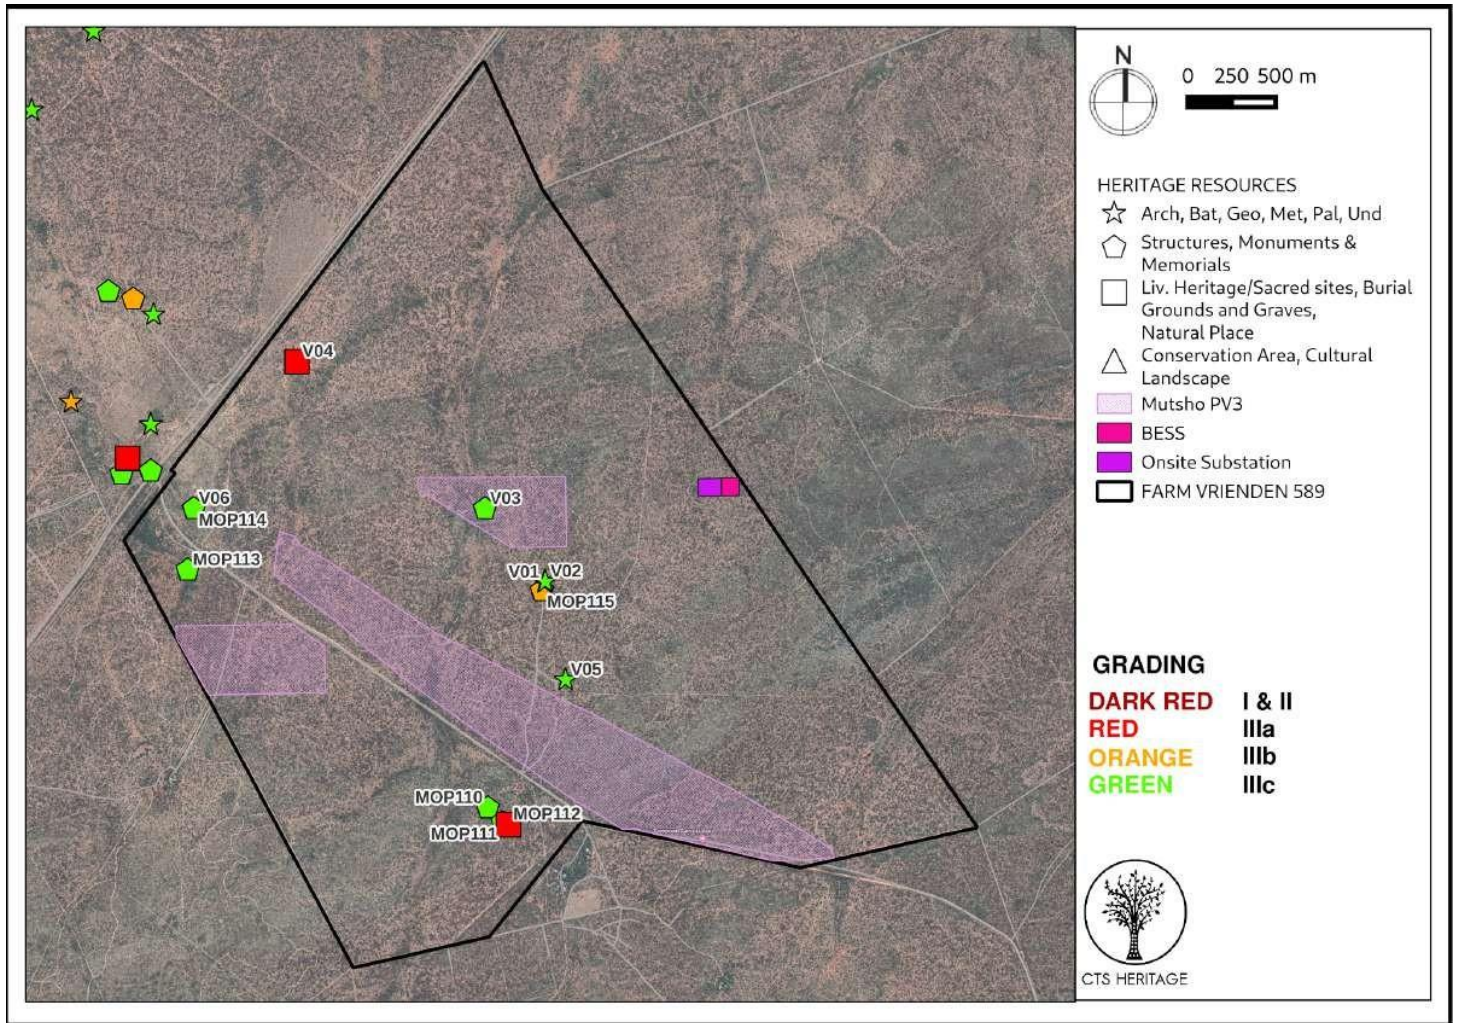 V04
V06
MOP114
MOP113
V03
V01 V02
MOP115
V05
MOP110
MOP112
MOP111
N
0 250 500 m
HERITAGE RESOURCES
Arch, Bat, Geo, Met, Pal, Und
Structures, Monuments &
Memorials
Liv. Heritage/Sacred sites, Burial
Grounds and Graves,
Natural Place
Conservation Area, Cultural
Landscape
Mutsho PV3
BESS
Onsite Substation
FARM VRIENDEN 589
GRADING
DARK RED I & II
RED IIIa
ORANGE IIIb
GREEN IIIc
CTS HERITAGE